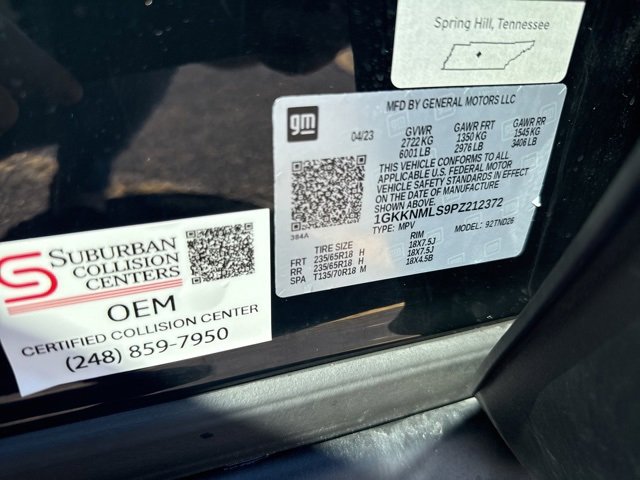 Spring Hill, Tennessee
gm
MFD BY GENERAL MOTORS LLC
04/23
GVWR
2722 KG
6001 LB
GAWR FRT
1350 KG
2976 LB
GAWR RR
1545 KG
3406 LB
THIS VEHICLE CONFORMS TO ALL
APPLICABLE U.S. FEDERAL MOTOR
VEHICLE SAFETY STANDARDS IN EFFECT
ON THE DATE OF MANUFACTURE
SHOWN ABOVE.
1GKKNMLS9PZ212372
TYPE: MPV
MODEL: 92TND26
384A
TIRE SIZE
RIM
FRT 235/65R18 H 18X7.5J
RR 235/65R18 H 18X7.5J
SPA T135/70R18 M 18X4.5B
S SUBURBAN
COLLISION
CENTERS
OEM
CERTIFIED COLLISION CENTER
(248) 859-7950